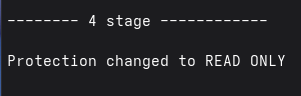 -------- 4 stage ------------
Protection changed to READ ONLY